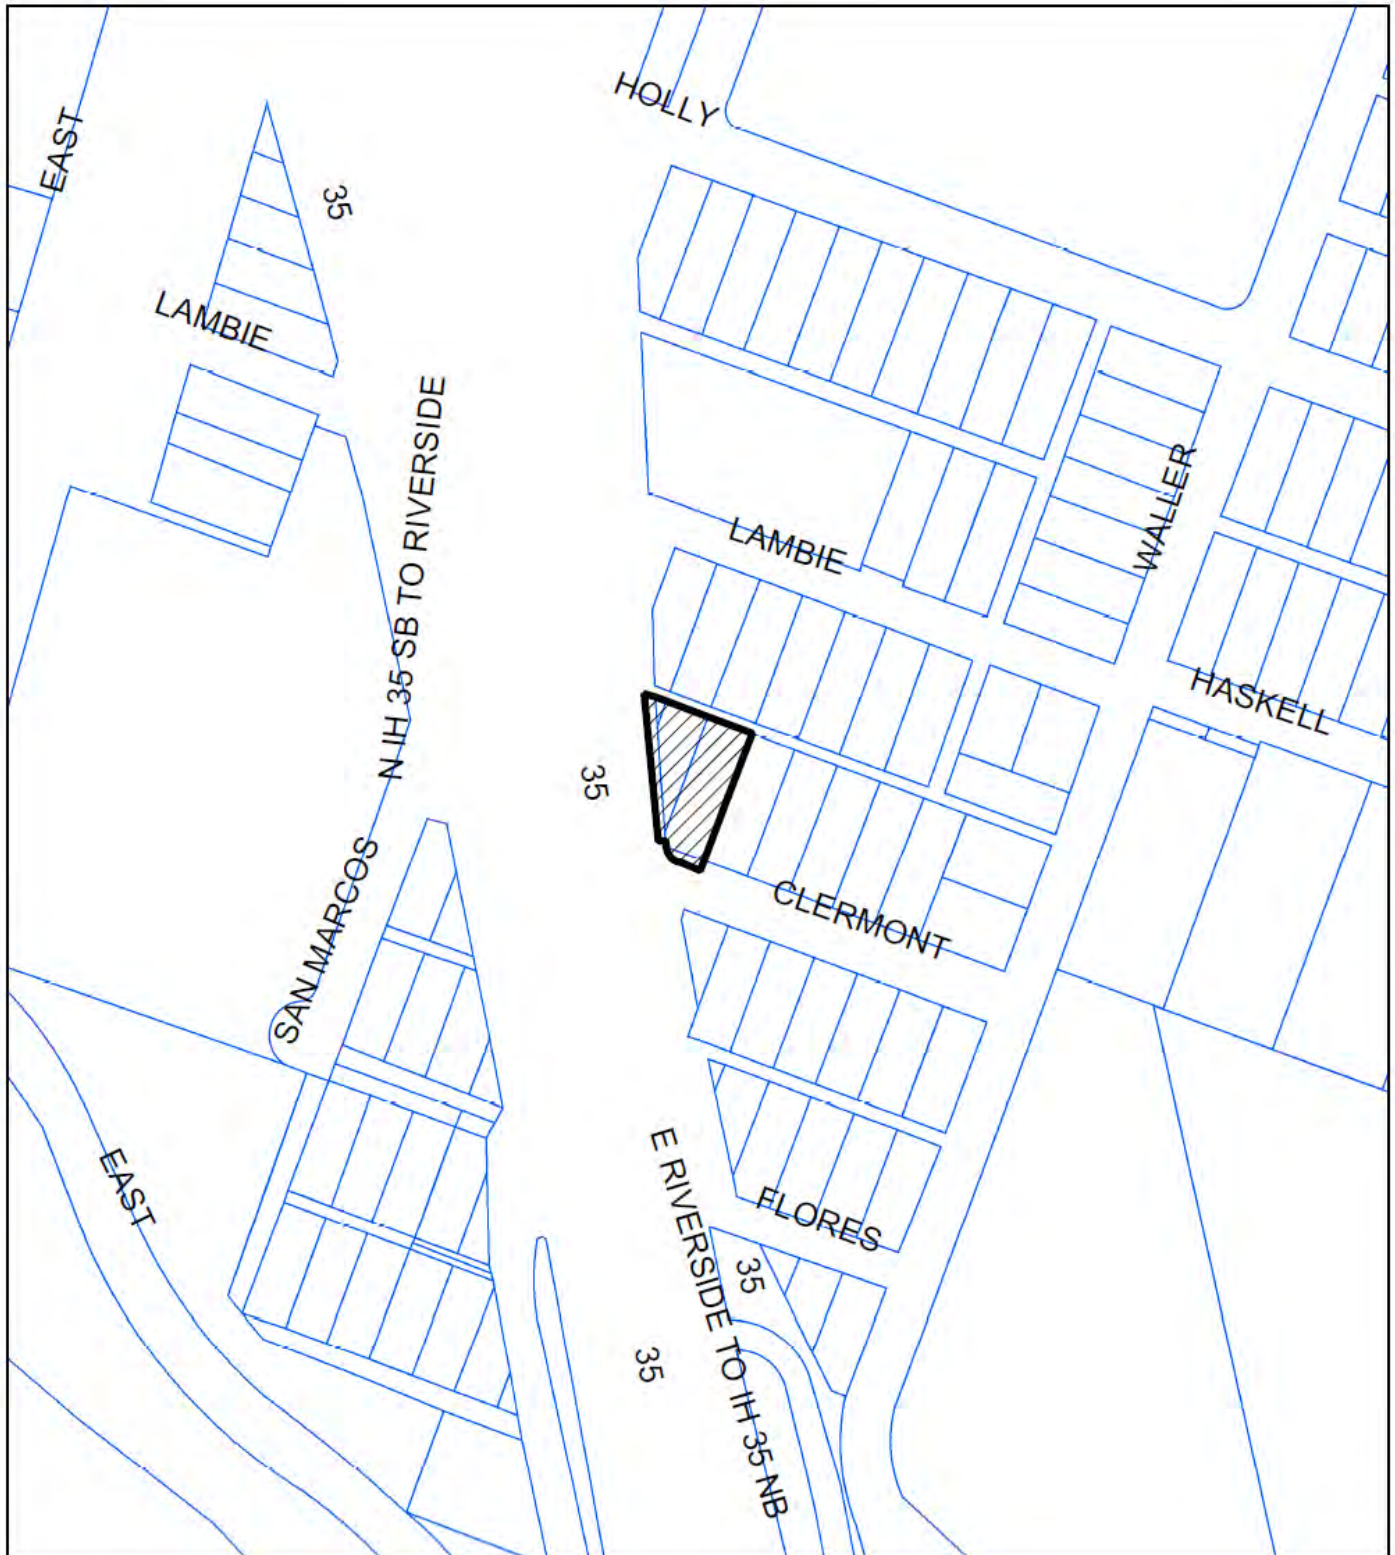 HOLLY
EAST
35
LAMBIE
N IH 35 SB TO RIVERSIDE
WALLER
LAMBIE
HASKELL
35
SAN MARCOS
CLERMONT
EAST
E RIVERSIDE TO IH 35 NB
FLORES
35
35